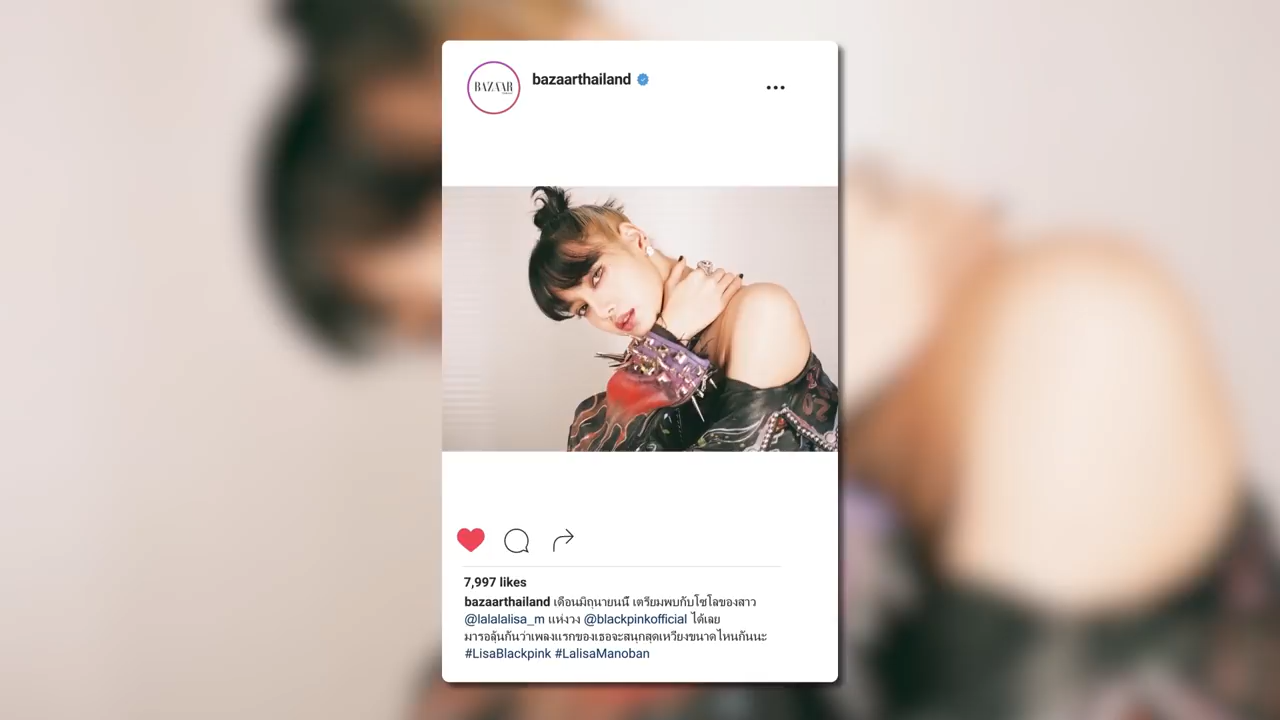 BAZAAR
bazaarthailand
7,997 likes
bazaarthailand เดือนมิถุนายนนี้ เตรียมพบกับโซโลของสาว
@lalalalisa_m แห่งวง @blackpinkofficial ได้เลย
มารอลุ้นกันว่าเพลงแรกของเธอจะสนุกสุดเหวี่ยงขนาดไหนกันนะ
#LisaBlackpink #LalisaManoban